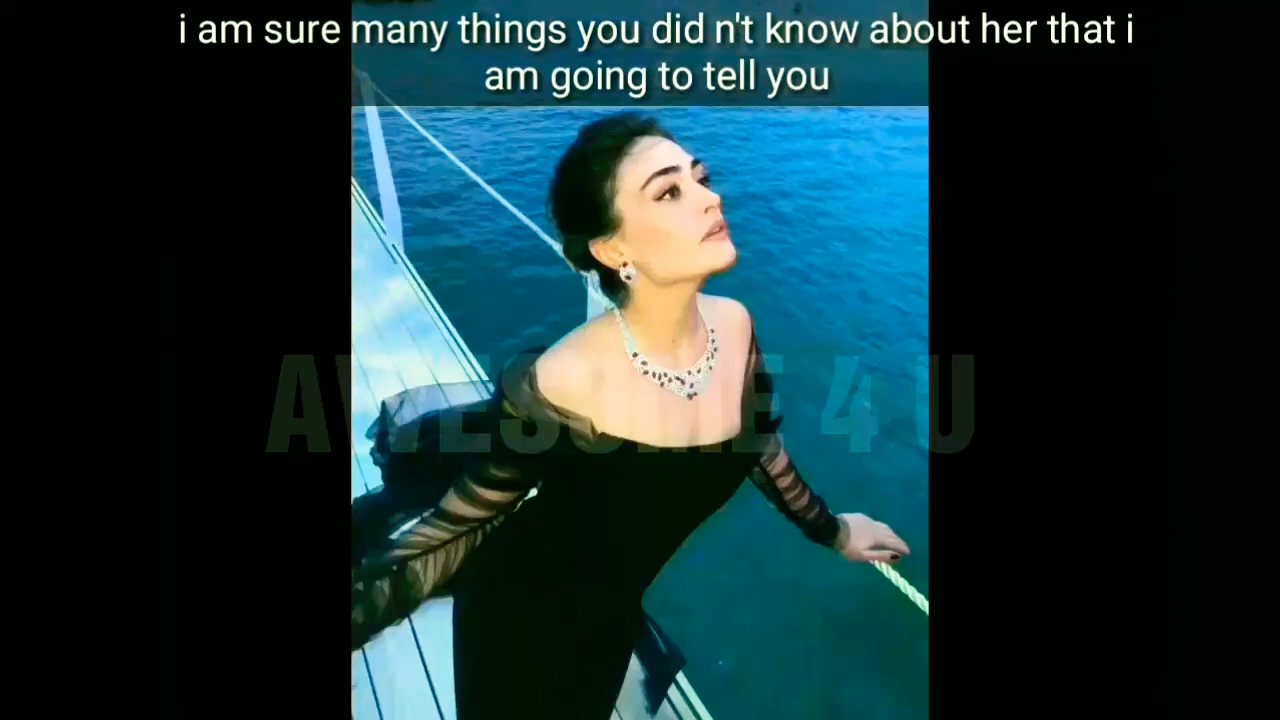 i am sure many things you did n't know about her that i
am going to tell you
AWESOME 4 U